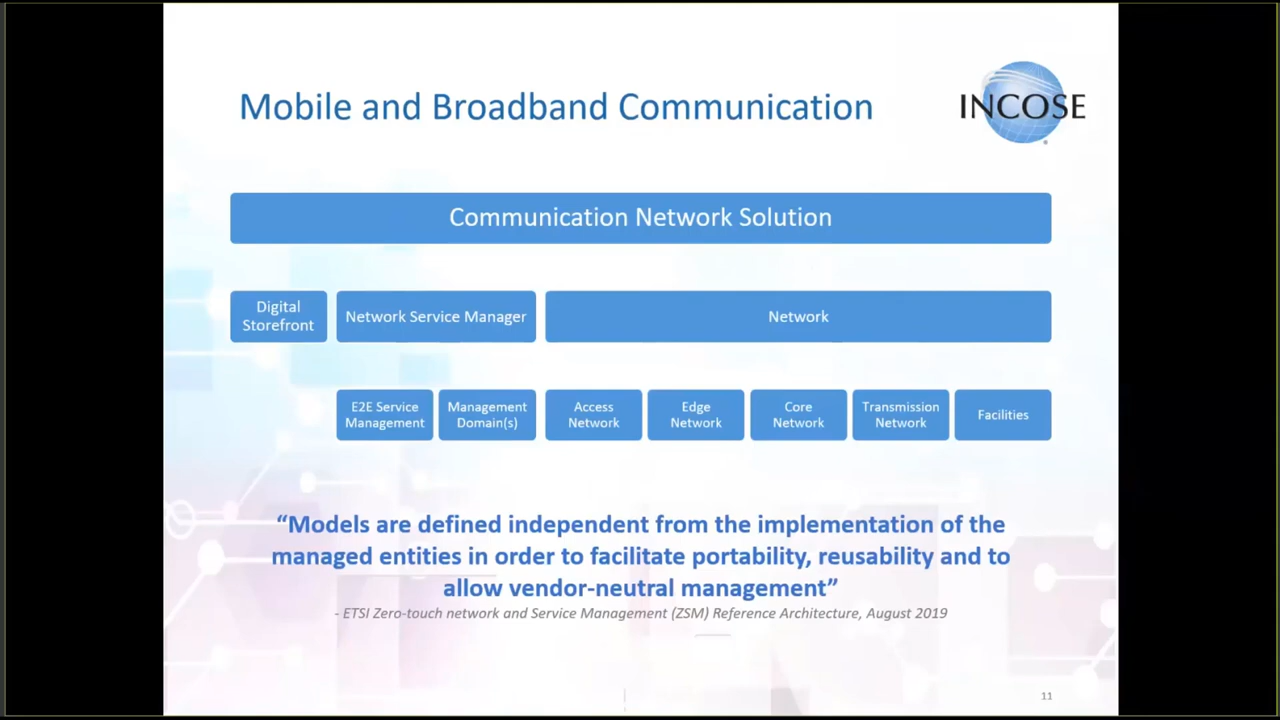 Mobile and Broadband Communication
INCOSE
Communication Network Solution
Digital
Storefront
Network Service Manager
Network
E2E Service
Management
Management
Domain(s)
Access
Network
Edge
Network
Core
Network
Transmission
Network
Facilities
“Models are defined independent from the implementation of the
managed entities in order to facilitate portability, reusability and to
allow vendor-neutral management”
- ETSI Zero-touch network and Service Management (ZSM) Reference Architecture, August 2019
11